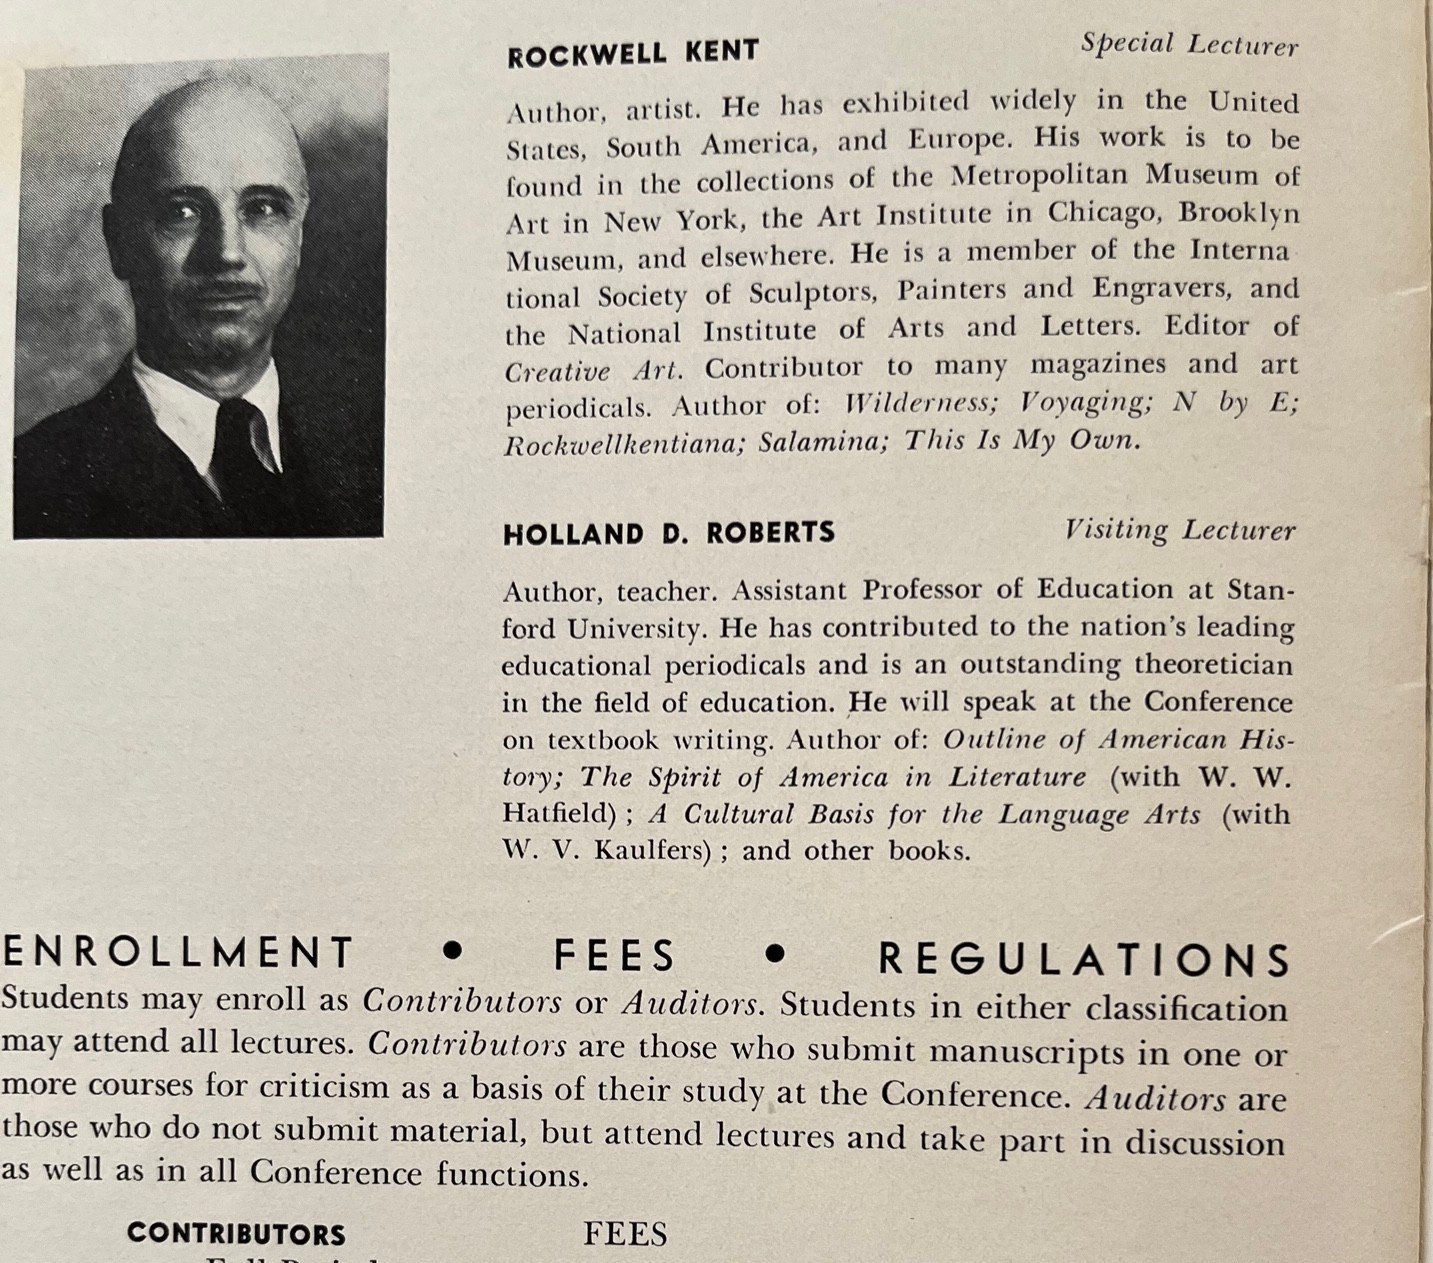 ROCKWELL KENT Special Lecturer
Author, artist. He has exhibited widely in the United
States, South America, and Europe. His work is to be
found in the collections of the Metropolitan Museum of
Art in New York, the Art Institute in Chicago, Brooklyn
Museum, and elsewhere. He is a member of the Interna-
tional Society of Sculptors, Painters and Engravers, and
the National Institute of Arts and Letters. Editor of
Creative Art. Contributor to many magazines and art
periodicals. Author of: Wilderness; Voyaging; N by E;
Rockwellkentiana; Salamina; This Is My Own.
HOLLAND D. ROBERTS Visiting Lecturer
Author, teacher. Assistant Professor of Education at Stan-
ford University. He has contributed to the nation's leading
educational periodicals and is an outstanding theoretician
in the field of education. He will speak at the Conference
on textbook writing. Author of: Outline of American His-
tory; The Spirit of America in Literature (with W. W.
Hatfield) ; A Cultural Basis for the Language Arts (with
W. V. Kaulfers) ; and other books.
ENROLLMENT • FEES • REGULATIONS
Students may enroll as Contributors or Auditors. Students in either classification
may attend all lectures. Contributors are those who submit manuscripts in one or
more courses for criticism as a basis of their study at the Conference. Auditors are
those who do not submit material, but attend lectures and take part in discussion
as well as in all Conference functions.
CONTRIBUTORS FEES